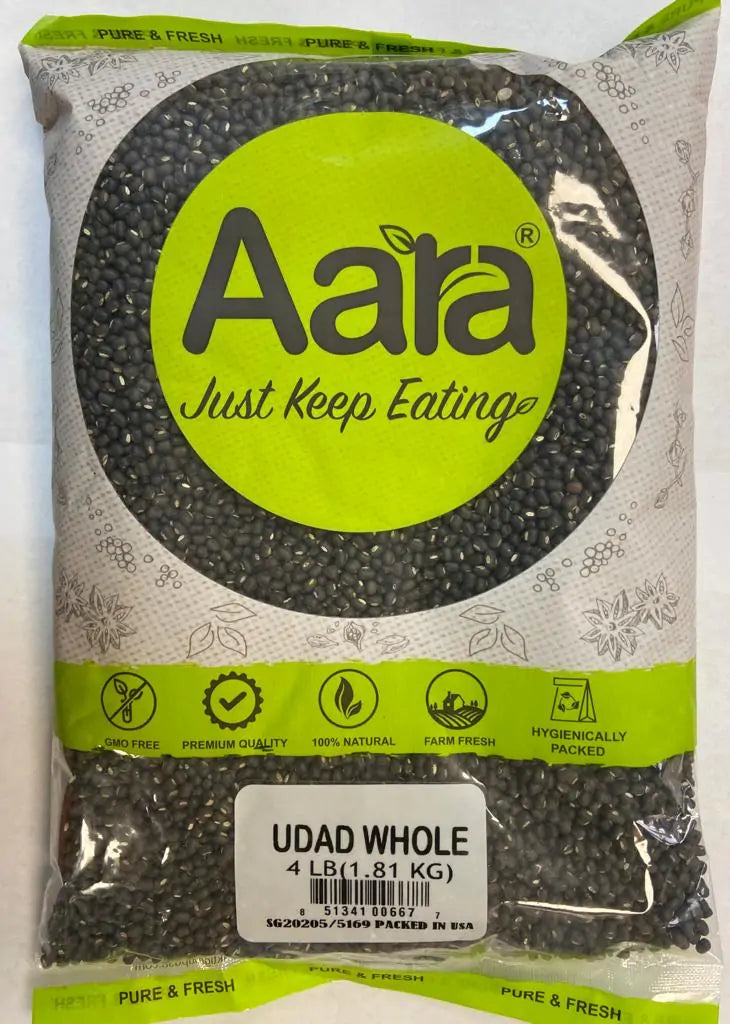 PURE & FRESH
PURE & FRESH
Aara®
Just Keep Eating
GMO FREE
PREMIUM QUALITY
100% NATURAL
FARM FRESH
HYGIENICALLY
PACKED
UDAD WHOLE
4 LB(1.81 KG)
8 51341 00667 7
SG20205/5169 PACKED IN USA
PURE & FRESH
PURE & FRESH
PURE & FRESH